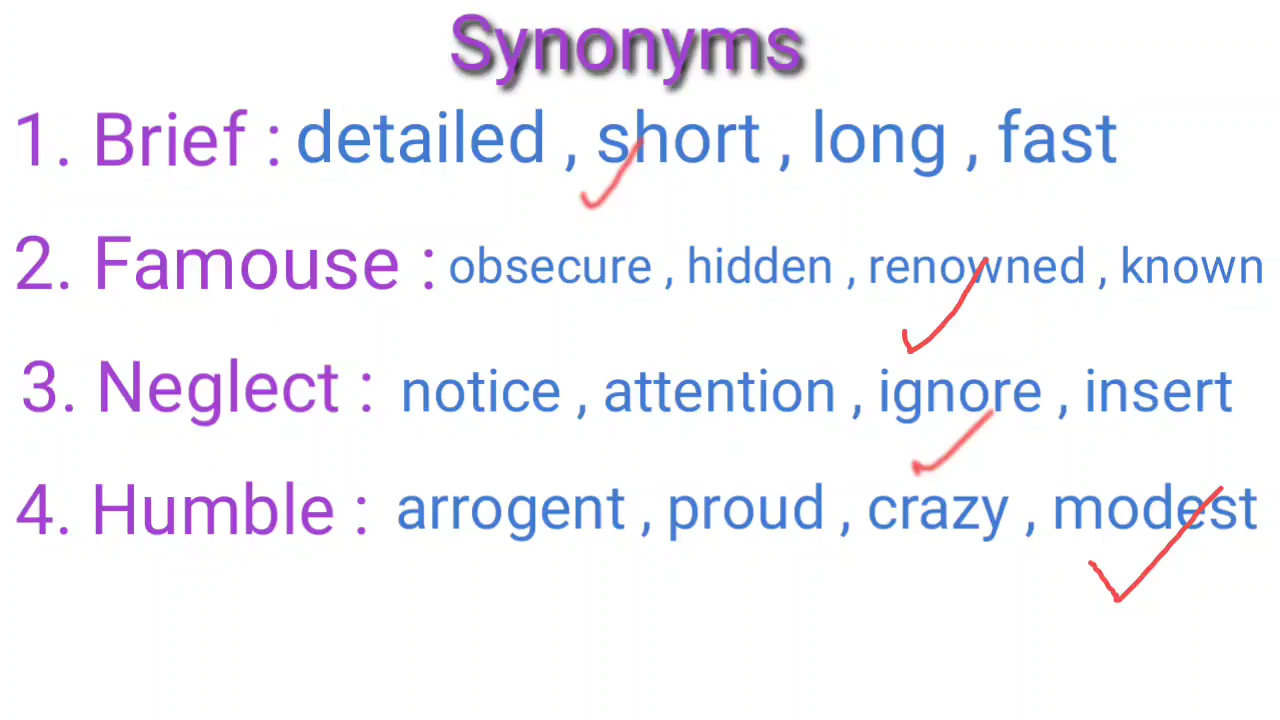 Synonyms
1. Brief : detailed , short , long , fast
2. Famouse : obsecure , hidden , renowned , known
3. Neglect : notice , attention , ignore , insert
4. Humble : arrogent , proud , crazy , modest